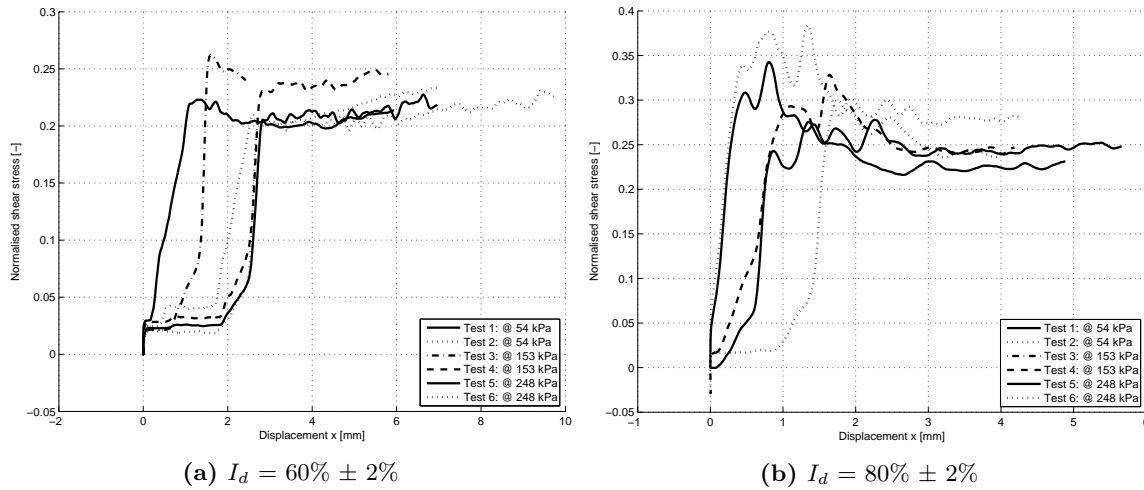 0.3
0.25
0.2
0.15
0.1
0.05
0
−0.05
−2
0
2
4
6
8
10
Normalised shear stress [−]
Displacement x [mm]
Test 1: @ 54 kPa
Test 2: @ 54 kPa
Test 3: @ 153 kPa
Test 4: @ 153 kPa
Test 5: @ 248 kPa
Test 6: @ 248 kPa
(a) I_d = 60% ± 2%
0.4
0.35
0.3
0.25
0.2
0.15
0.1
0.05
0
−0.05
−1
0
1
2
3
4
5
6
Normalised shear stress [−]
Displacement x [mm]
Test 1: @ 54 kPa
Test 2: @ 54 kPa
Test 3: @ 153 kPa
Test 4: @ 153 kPa
Test 5: @ 248 kPa
Test 6: @ 248 kPa
(b) I_d = 80% ± 2%